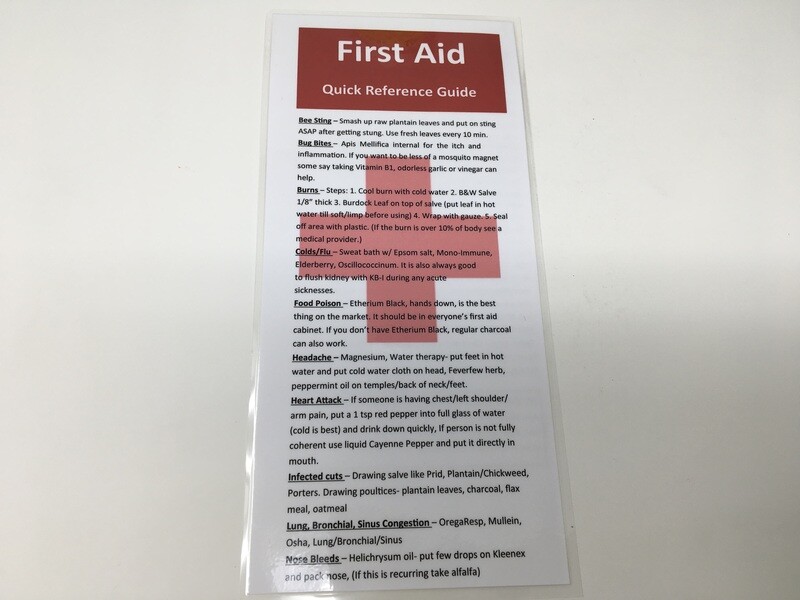 First Aid
Quick Reference Guide
Bee Sting – Smash up raw plantain leaves and put on sting
ASAP after getting stung. Use fresh leaves every 10 min.
Bug Bites – Apis Mellifica internal for the itch and
inflammation. If you want to be less of a mosquito magnet
some say taking Vitamin B1, odorless garlic or vinegar can
help.
Burns – Steps: 1. Cool burn with cold water 2. B&W Salve
1/8" thick 3. Burdock Leaf on top of salve (put leaf in hot
water till soft/limp before using) 4. Wrap with gauze. 5. Seal
off area with plastic. (If the burn is over 10% of body see a
medical provider.)
Colds/Flu – Sweat bath w/ Epsom salt, Mono-Immune,
Elderberry, Oscillococcinum. It is also always good
to flush kidney with KB-I during any acute
sicknesses.
Food Poison – Etherium Black, hands down, is the best
thing on the market. It should be in everyone's first aid
cabinet. If you don't have Etherium Black, regular charcoal
can also work.
Headache – Magnesium, Water therapy- put feet in hot
water and put cold water cloth on head, Feverfew herb,
peppermint oil on temples/back of neck/feet.
Heart Attack – If someone is having chest/left shoulder/
arm pain, put a 1 tsp red pepper into full glass of water
(cold is best) and drink down quickly, If person is not fully
coherent use liquid Cayenne Pepper and put it directly in
mouth.
Infected cuts – Drawing salve like Prid, Plantain/Chickweed,
Porters. Drawing poultices- plantain leaves, charcoal, flax
meal, oatmeal
Lung, Bronchial, Sinus Congestion – OregaResp, Mullein,
Osha, Lung/Bronchial/Sinus
Nose Bleeds – Helichrysum oil- put few drops on Kleenex
and pack nose, (If this is recurring take alfalfa)